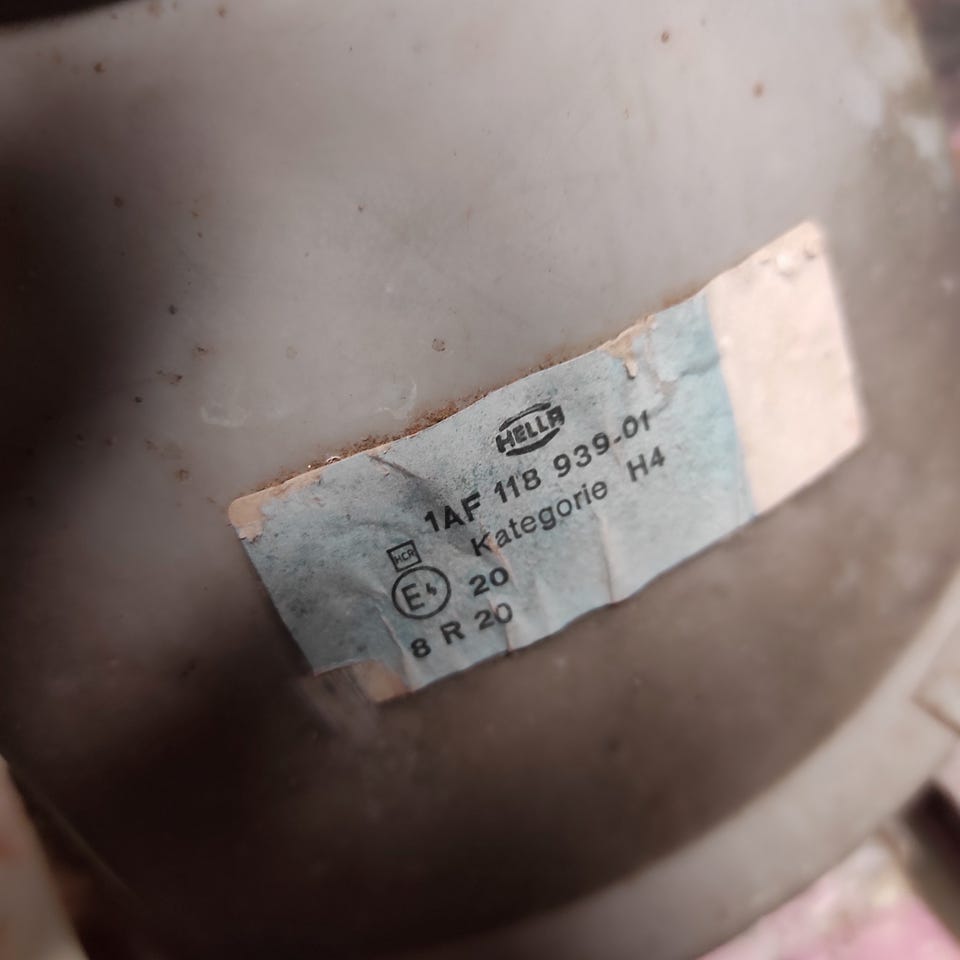 HELLA
1AF 118 939-01
Kategorie H4
HCR
E4 20
8 R 20